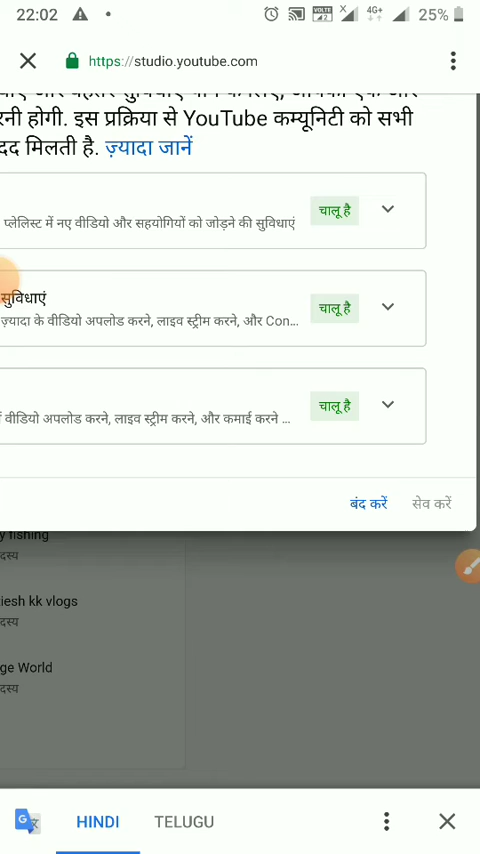 22:02
4G+
25%
https://studio.youtube.com
रनी होगी. इस प्रक्रिया से YouTube कम्यूनिटी को सभी
दद मिलती है. ज़्यादा जानें
चालू है
प्लेलिस्ट में नए वीडियो और सहयोगियों को जोड़ने की सुविधाएं
सुविधाएं
चालू है
ज़्यादा के वीडियो अपलोड करने, लाइव स्ट्रीम करने, और Con...
चालू है
वीडियो अपलोड करने, लाइव स्ट्रीम करने, और कमाई करने ...
बंद करें सेव करें
y fishing
दस्य
iesh kk vlogs
दस्य
ge World
दस्य
HINDI TELUGU